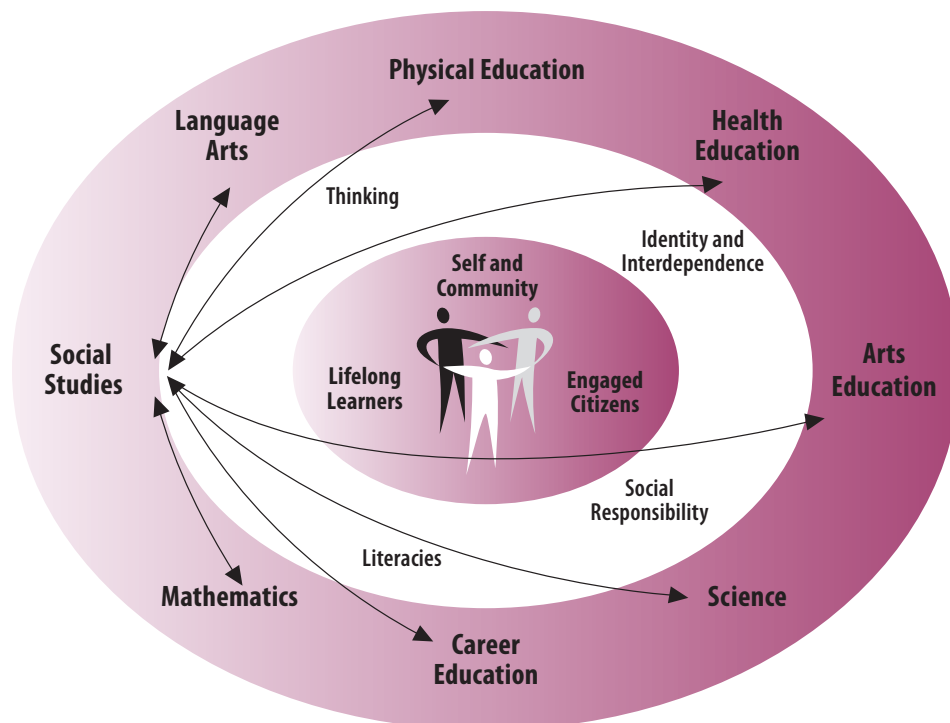 Physical Education
Language
Arts
Health
Education
Thinking
Identity and
Interdependence
Self and
Community
Social
Studies
Lifelong
Learners
Engaged
Citizens
Arts
Education
Social
Responsibility
Literacies
Mathematics
Science
Career
Education